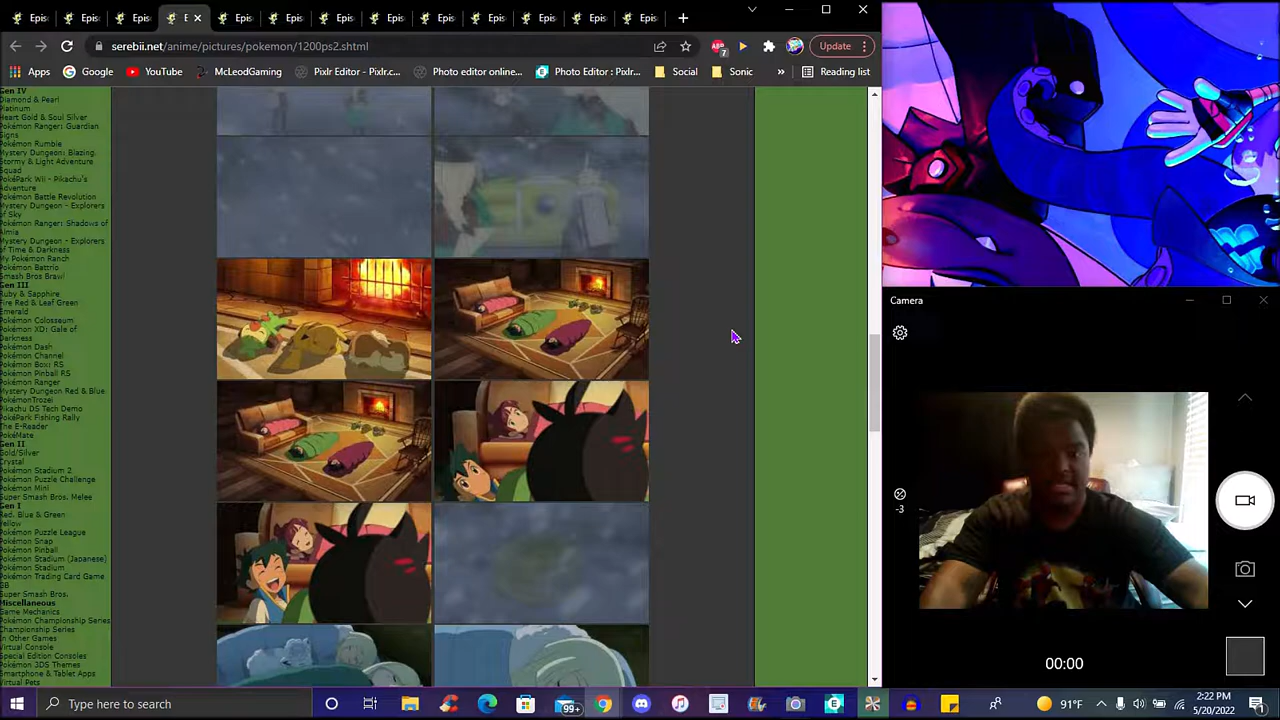 Epis
Epis
Epis
E
Epis
Epis
Epis
Epis
Epis
Epis
Epis
Epis
Epis
serebii.net/anime/pictures/pokemon/1200ps2.shtml
7
Update
Apps
Google
YouTube
McLeodGaming
Pixlr Editor - Pixlr.c...
Photo editor online...
Photo Editor : Pixlr...
Social
Sonic
»
Reading list
Gen IV
Diamond & Pearl
Platinum
Heart Gold & Soul Silver
Pokémon Ranger: Guardian
Signs
Pokémon Rumble
Mystery Dungeon: Blazing,
Stormy & Light Adventure
Squad
PokéPark Wii - Pikachu's
Adventure
Pokémon Battle Revolution
Mystery Dungeon - Explorers
of Sky
Pokémon Ranger: Shadows of
Almia
Mystery Dungeon - Explorers
of Time & Darkness
My Pokémon Ranch
Pokémon Battrio
Smash Bros Brawl
Gen III
Ruby & Sapphire
Fire Red & Leaf Green
Emerald
Pokémon Colosseum
Pokémon XD: Gale of
Darkness
Pokémon Dash
Pokémon Channel
Pokémon Box: RS
Pokémon Pinball RS
Pokémon Ranger
Mystery Dungeon Red & Blue
PokémonTrozei
Pikachu DS Tech Demo
PokéPark Fishing Rally
The E-Reader
PokéMate
Gen II
Gold/Silver
Crystal
Pokémon Stadium 2
Pokémon Puzzle Challenge
Pokémon Mini
Super Smash Bros. Melee
Gen I
Red, Blue & Green
Yellow
Pokémon Puzzle League
Pokémon Snap
Pokémon Pinball
Pokémon Stadium (Japanese)
Pokémon Stadium
Pokémon Trading Card Game
GB
Super Smash Bros.
Miscellaneous
Game Mechanics
Pokémon Championship Series
Championship Series
In Other Games
Virtual Console
Special Edition Consoles
Pokémon 3DS Themes
Smartphone & Tablet Apps
Virtual Pets
Camera
-3
00:00
Type here to search
99+
91°F
2:22 PM
5/20/2022